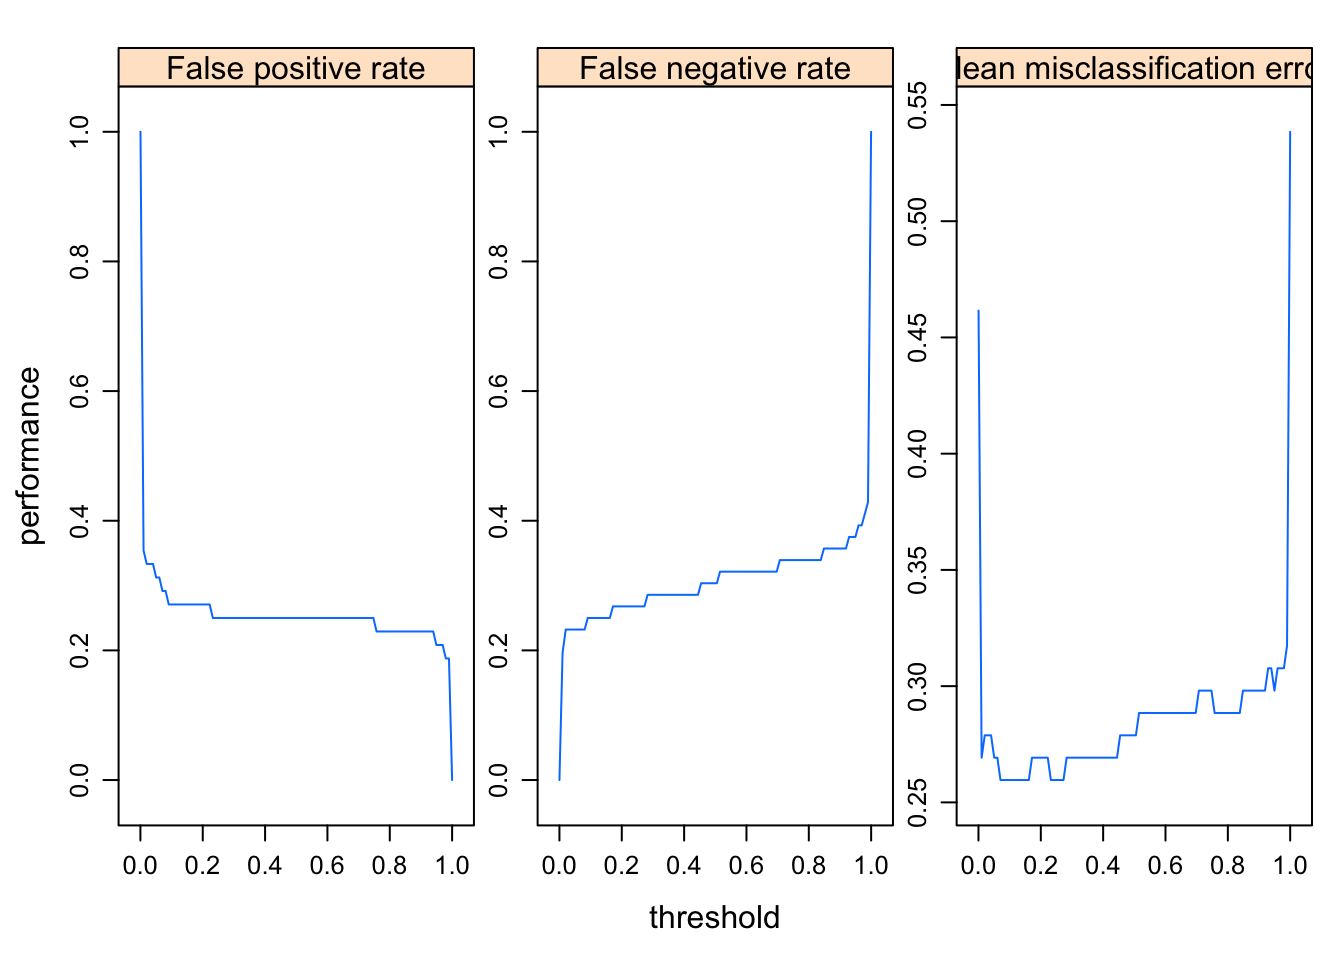 False positive rate
False negative rate
lean misclassification erro
performance
0.0
0.2
0.4
0.6
0.8
1.0
0.0
0.2
0.4
0.6
0.8
1.0
0.25
0.30
0.35
0.40
0.45
0.50
0.55
0.0 0.2 0.4 0.6 0.8 1.0
0.0 0.2 0.4 0.6 0.8 1.0
0.0 0.2 0.4 0.6 0.8 1.0
threshold